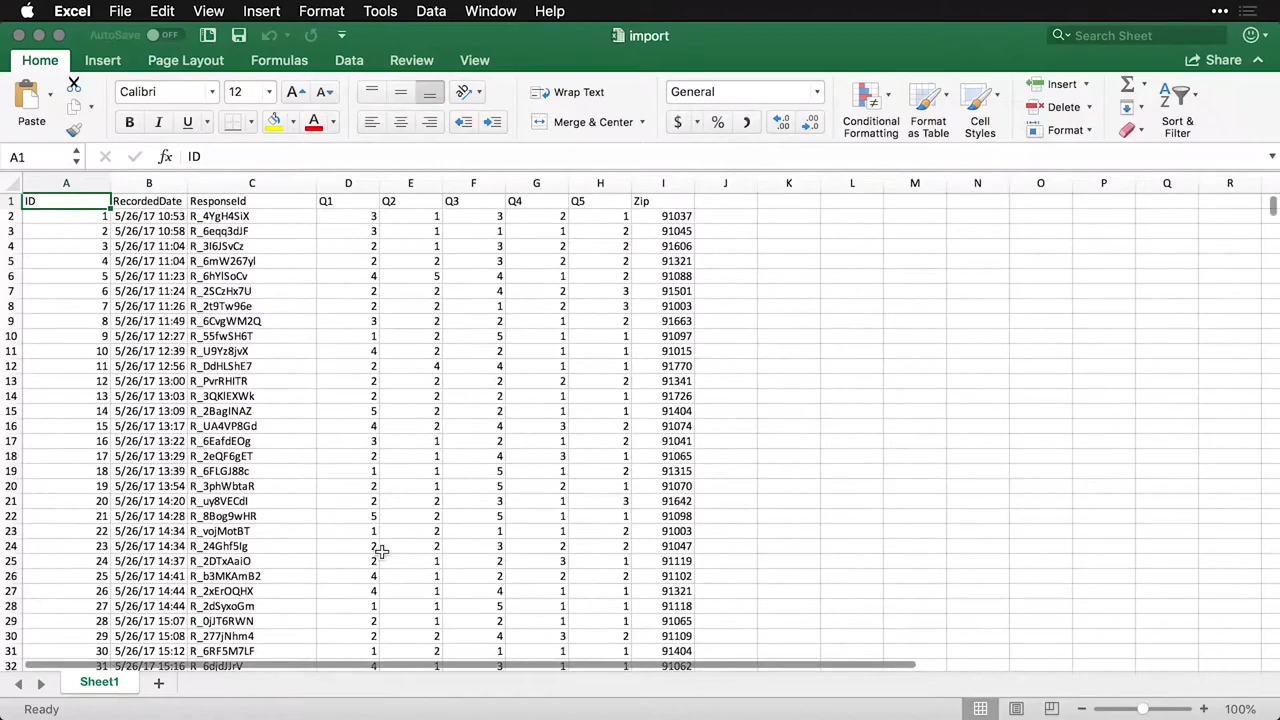 Excel File Edit View Insert Format Tools Data Window Help
AutoSave OFF import Search Sheet
Home Insert Page Layout Formulas Data Review View Share
Paste Calibri 12 A A B I U A Wrap Text Merge & Center General $ % Conditional Formatting Format as Table Cell Styles Insert Delete Format Sort & Filter
A1 fx ID
A B C D E F G H I J K L M N O P Q R
1 ID RecordedDate ResponseId Q1 Q2 Q3 Q4 Q5 Zip
2 1 5/26/17 10:53 R_4YgH4SiX 3 1 3 2 1 91037
3 2 5/26/17 10:58 R_6eqq3dJF 3 1 1 1 2 91045
4 3 5/26/17 11:04 R_3I6JSvCz 2 1 3 2 2 91606
5 4 5/26/17 11:04 R_6mW267yl 2 2 3 2 2 91321
6 5 5/26/17 11:23 R_6hYlSoCv 4 5 4 1 2 91088
7 6 5/26/17 11:24 R_2SCzHx7U 2 2 4 2 3 91501
8 7 5/26/17 11:26 R_2t9Tw96e 2 2 1 2 3 91003
9 8 5/26/17 11:49 R_6CvgWM2Q 3 2 2 1 2 91663
10 9 5/26/17 12:27 R_55fwSH6T 1 2 5 1 2 91097
11 10 5/26/17 12:39 R_U9Yz8jvX 4 2 2 1 1 91015
12 11 5/26/17 12:56 R_DdHLShE7 2 4 4 1 1 91770
13 12 5/26/17 13:00 R_PvrRHITR 2 2 2 2 2 91341
14 13 5/26/17 13:03 R_3QKlEXWk 2 2 2 1 1 91726
15 14 5/26/17 13:09 R_2BagINAZ 5 2 2 1 1 91404
16 15 5/26/17 13:17 R_UA4VP8Gd 4 2 4 3 2 91074
17 16 5/26/17 13:22 R_6EafdEOg 3 1 2 1 1 91041
18 17 5/26/17 13:29 R_2eQF6gET 2 1 4 3 1 91065
19 18 5/26/17 13:39 R_6FLGJ88c 1 1 5 1 2 91315
20 19 5/26/17 13:54 R_3phWbtaR 2 1 5 2 1 91070
21 20 5/26/17 14:20 R_uy8VECdI 2 2 3 1 3 91642
22 21 5/26/17 14:28 R_8Bog9wHR 5 2 5 1 1 91098
23 22 5/26/17 14:34 R_vojMotBT 1 2 1 1 2 91003
24 23 5/26/17 14:34 R_24Ghf5Ig 2 2 3 2 2 91047
25 24 5/26/17 14:37 R_2DTxAaiO 2 1 2 3 1 91119
26 25 5/26/17 14:41 R_b3MKAmB2 4 1 2 2 1 91102
27 26 5/26/17 14:44 R_2xErOQHX 4 1 4 1 1 91321
28 27 5/26/17 14:44 R_2dSyxoGm 1 1 5 1 1 91118
29 28 5/26/17 15:07 R_0jJT6RWN 2 1 2 1 1 91065
30 29 5/26/17 15:08 R_277jNhm4 2 2 4 3 2 91109
31 30 5/26/17 15:12 R_6RF5M7LF 1 2 1 1 1 91404
32 31 5/26/17 15:16 R_6djdJJrV 4 1 3 1 1 91062
Sheet1
Ready 100%